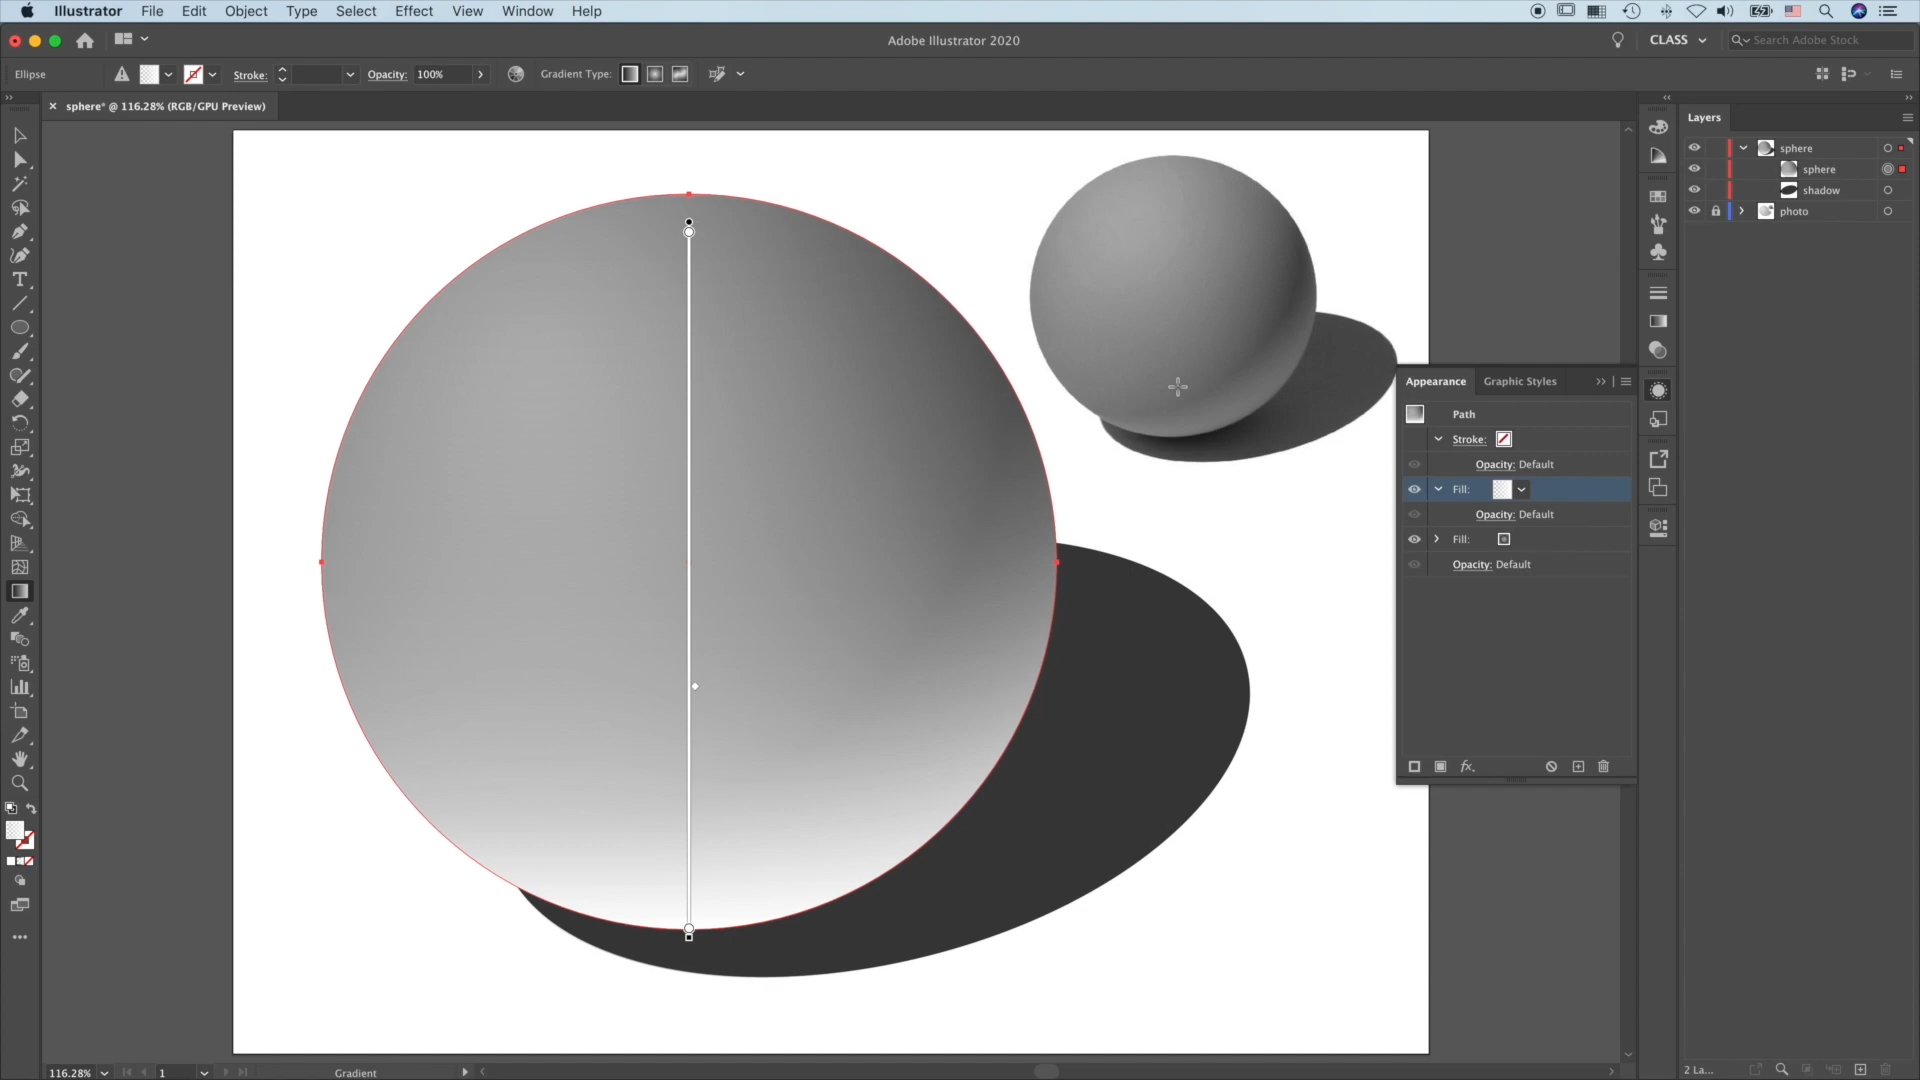 Illustrator File Edit Object Type Select Effect View Window Help
Adobe Illustrator 2020
CLASS
Search Adobe Stock
Ellipse
Stroke:
Opacity: 100%
Gradient Type:
sphere* @ 116.28% (RGB/GPU Preview)
Layers
sphere
sphere
shadow
photo
Appearance Graphic Styles
Path
Stroke:
Opacity: Default
Fill:
Opacity: Default
Fill:
Opacity: Default
fx.
116.28%
1
Gradient
2 La...